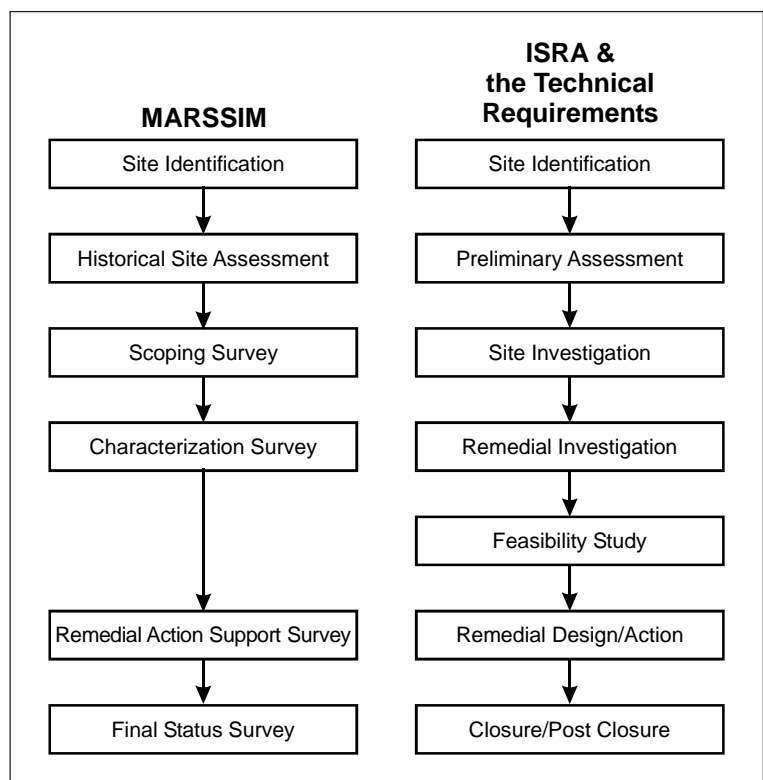 MARSSIM
ISRA &
the Technical
Requirements
Site Identification
Site Identification
Historical Site Assessment
Preliminary Assessment
Scoping Survey
Site Investigation
Characterization Survey
Remedial Investigation
Feasibility Study
Remedial Action Support Survey
Remedial Design/Action
Final Status Survey
Closure/Post Closure